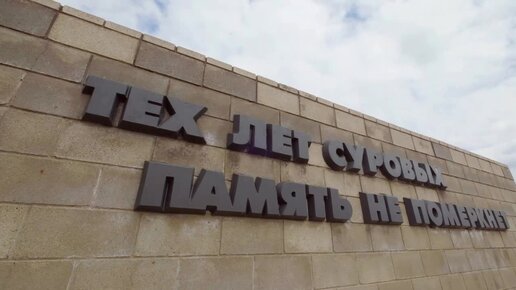 ТЕХ ЛЕТ СУРОВЫХ
ПАМЯТЬ НЕ ПОМЕРКНЕТ